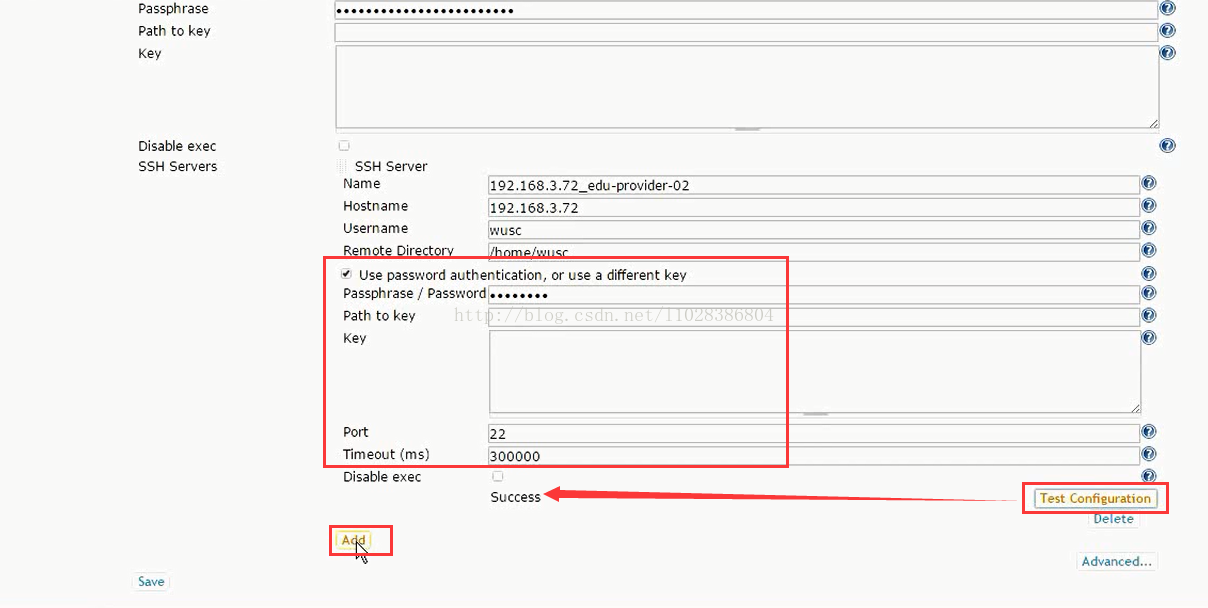 Passphrase ••••••••••••••••••••••••
Path to key
Key
Disable exec
SSH Servers
SSH Server
Name 192.168.3.72_edu-provider-02
Hostname 192.168.3.72
Username wusc
Remote Directory /home/wusc
Use password authentication, or use a different key
Passphrase / Password ••••••••
Path to key
http://blog.csdn.net/l1028386804
Key
Port 22
Timeout (ms) 300000
Disable exec
Success Test Configuration
Delete
Add
Advanced...
Save